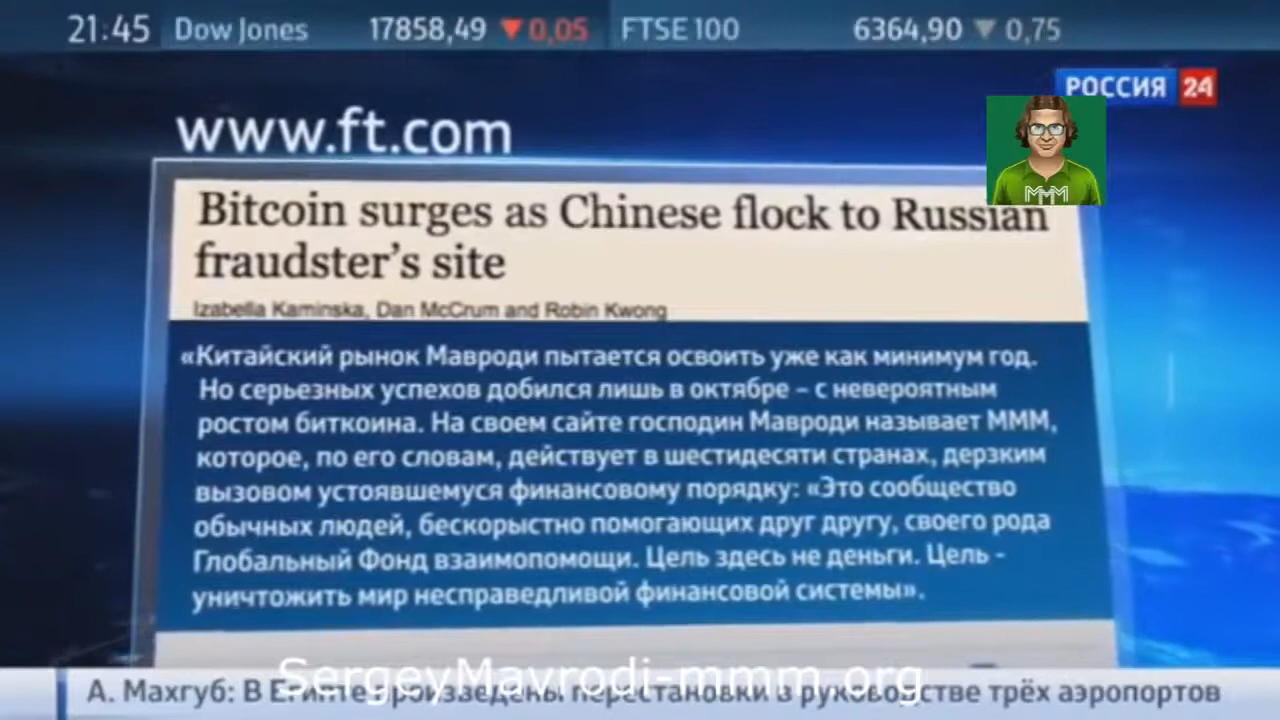 21:45 Dow Jones 17858,49 ▼0,05 FTSE 100 6364,90 ▼0,75
РОССИЯ 24
www.ft.com
МММ
Bitcoin surges as Chinese flock to Russian
fraudster's site
Izabella Kaminska, Dan McCrum and Robin Kwong
«Китайский рынок Мавроди пытается освоить уже как минимум год.
Но серьезных успехов добился лишь в октябре – с невероятным
ростом биткоина. На своем сайте господин Мавроди называет МММ,
которое, по его словам, действует в шестидесяти странах, дерзким
вызовом устоявшемуся финансовому порядку: «Это сообщество
обычных людей, бескорыстно помогающих друг другу, своего рода
Глобальный Фонд взаимопомощи. Цель здесь не деньги. Цель -
уничтожить мир несправедливой финансовой системы».
SergeyMavrodi-mmm.org
А. Махгуб: В Египте произведены перестановки в руководстве трёх аэропортов